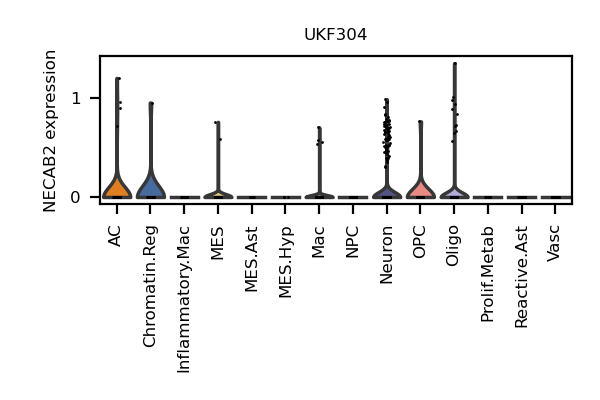 UKF304
NECAB2 expression
1
0
AC
Chromatin.Reg
Inflammatory.Mac
MES
MES.Ast
MES.Hyp
Mac
NPC
Neuron
OPC
Oligo
Prolif.Metab
Reactive.Ast
Vasc